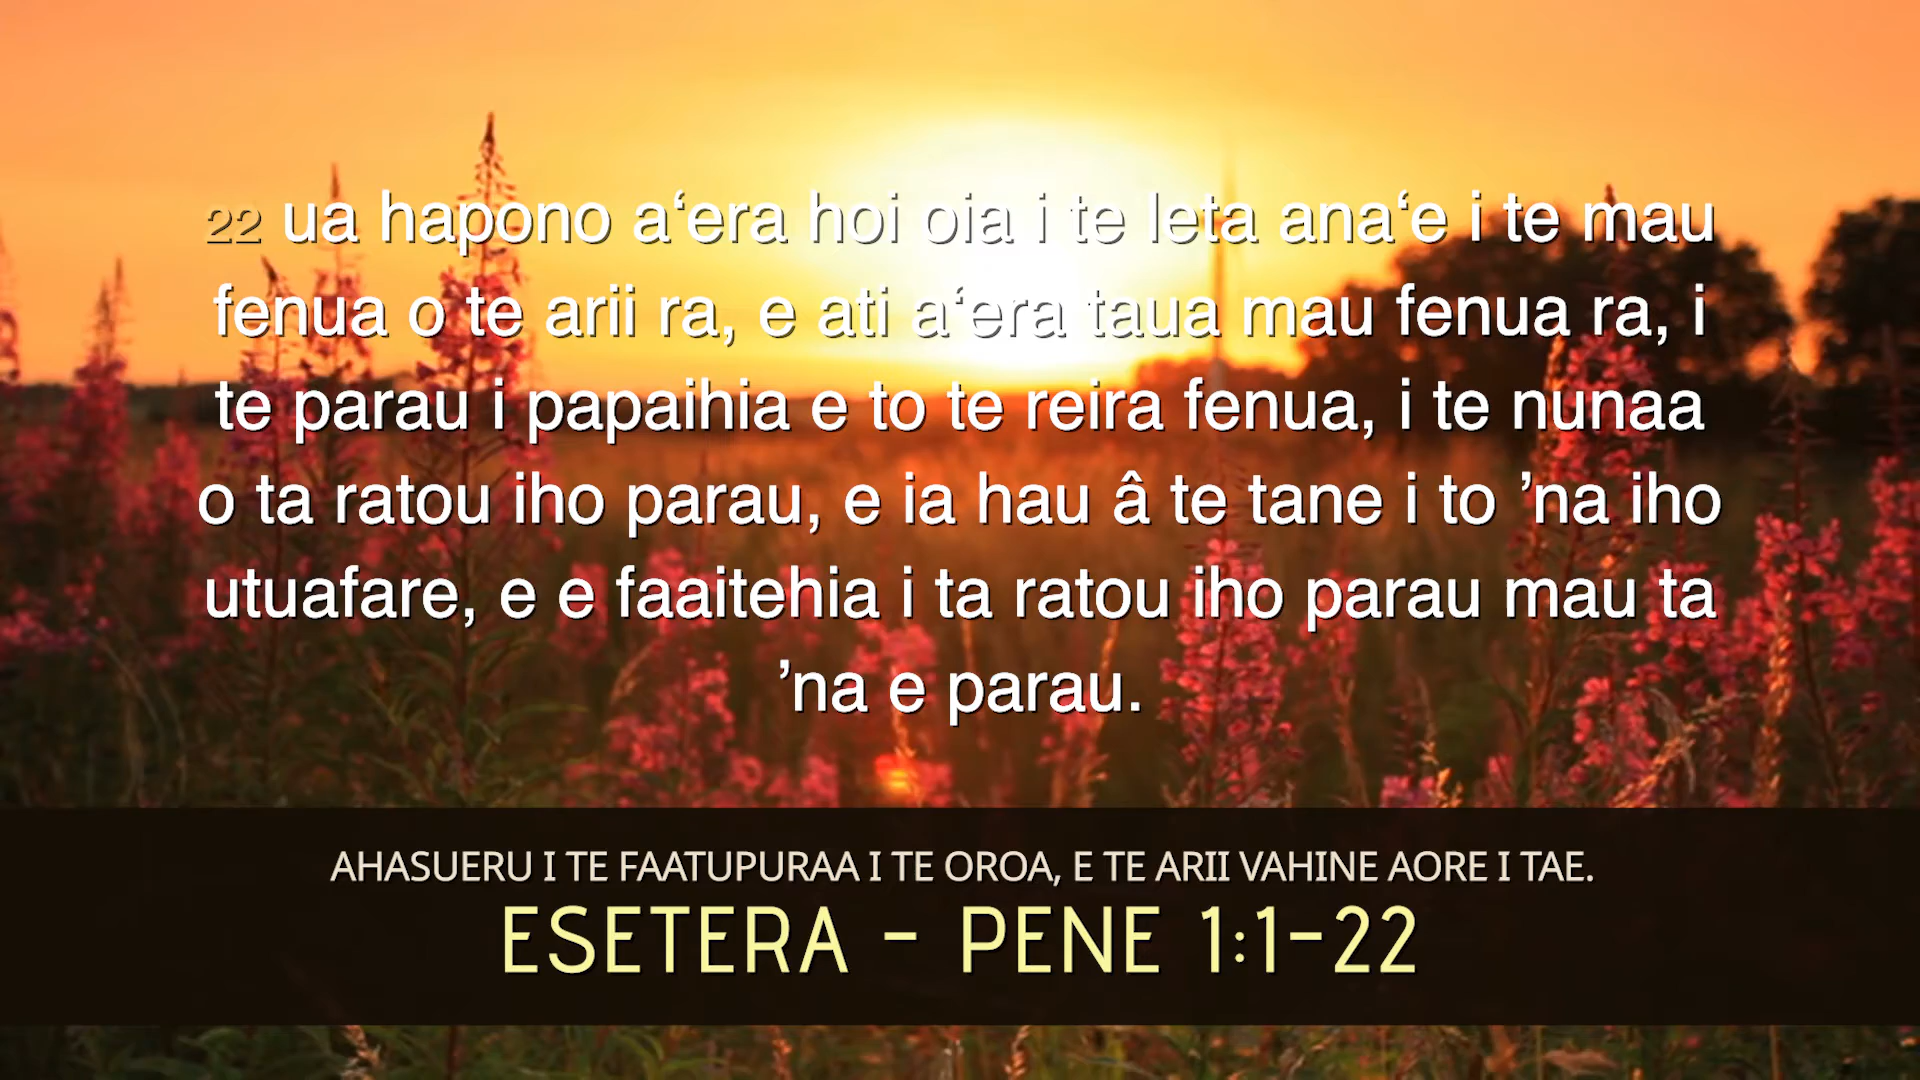 22 ua hapono a‘era hoi oia i te leta ana‘e i te mau
fenua o te arii ra, e ati a‘era taua mau fenua ra, i
te parau i papaihia e to te reira fenua, i te nunaa
o ta ratou iho parau, e ia hau â te tane i to ’na iho
utuafare, e e faaitehia i ta ratou iho parau mau ta
’na e parau.
AHASUERU I TE FAATUPURAA I TE OROA, E TE ARII VAHINE AORE I TAE.
ESETERA - PENE 1:1-22